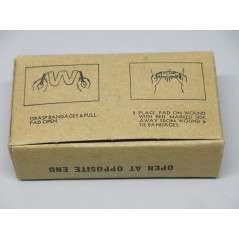 GRASP BANDAGES & PULL
PAD OPEN.
2. PLACE PAD ON WOUND
WITH RED MARKED SIDE
AWAY FROM WOUND &
TIE BANDAGES.
OPEN AT OPPOSITE END